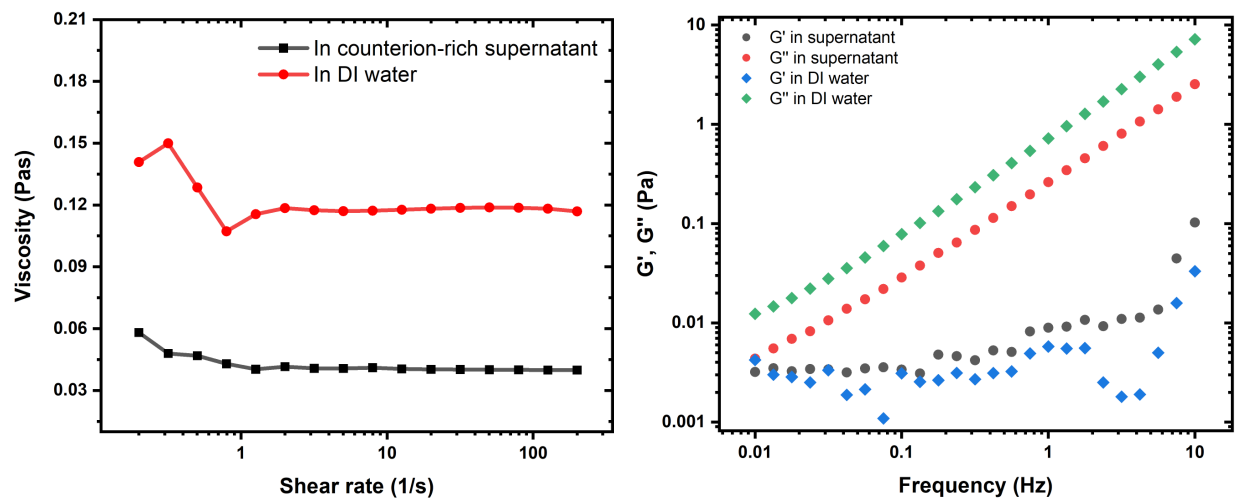 0.21
0.18
0.15
0.12
0.09
0.06
0.03
Viscosity (Pas)
In counterion-rich supernatant
In DI water
1
10
100
Shear rate (1/s)
10
1
0.1
0.01
0.001
G', G'' (Pa)
G' in supernatant
G'' in supernatant
G' in DI water
G'' in DI water
0.01
0.1
1
10
Frequency (Hz)